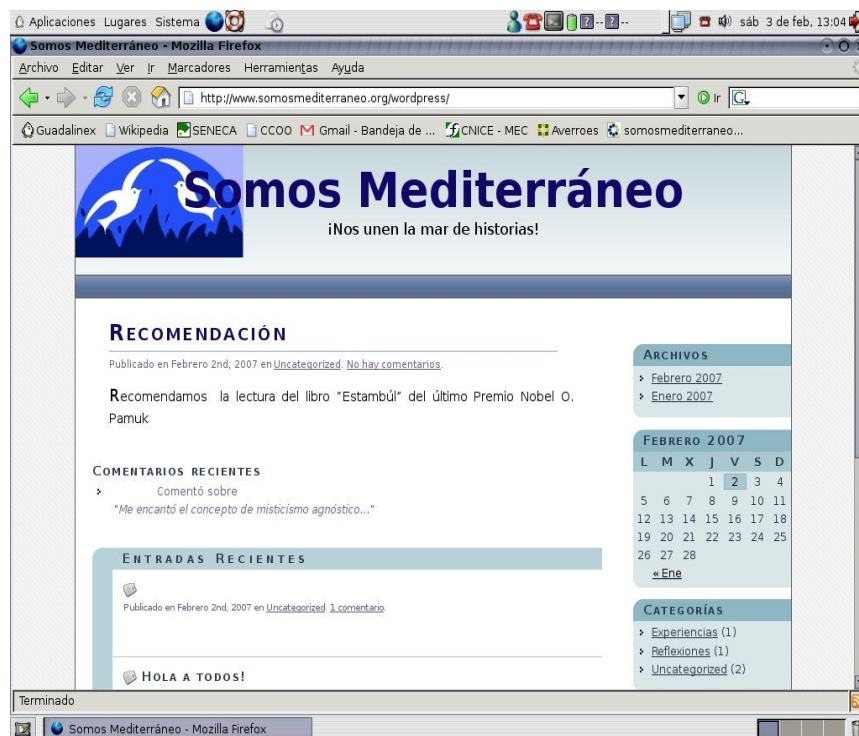 Aplicaciones Lugares Sistema
sáb 3 de feb, 13:04
Somos Mediterráneo - Mozilla Firefox
Archivo Editar Ver Ir Marcadores Herramientas Ayuda
http://www.somosmediterraneo.org/wordpress/ Ir G
Guadalinex Wikipedia SENECA CCOO Gmail - Bandeja de ... CNICE - MEC Averroes somosmediterraneo...
Somos Mediterráneo
¡Nos unen la mar de historias!
RECOMENDACIÓN
Publicado en Febrero 2nd, 2007 en Uncategorized. No hay comentarios.
Recomendamos la lectura del libro “Estambúl” del último Premio Nobel O.
Pamuk
COMENTARIOS RECIENTES
Comentó sobre
"Me encantó el concepto de misticismo agnóstico..."
ENTRADAS RECIENTES
Publicado en Febrero 2nd, 2007 en Uncategorized. 1 comentario.
HOLA A TODOS!
ARCHIVOS
Febrero 2007
Enero 2007
FEBRERO 2007
L M X J V S D
1 2 3 4
5 6 7 8 9 10 11
12 13 14 15 16 17 18
19 20 21 22 23 24 25
26 27 28
« Ene
CATEGORÍAS
Experiencias (1)
Reflexiones (1)
Uncategorized (2)
Terminado
Somos Mediterráneo - Mozilla Firefox